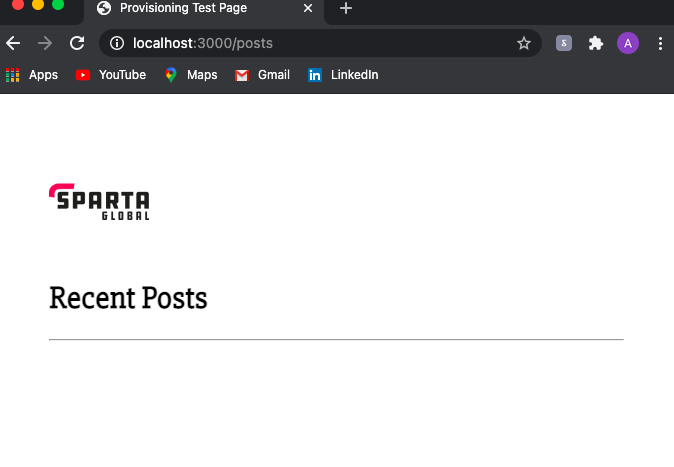 Provisioning Test Page
localhost:3000/posts
A
Apps YouTube Maps Gmail LinkedIn
SPARTA
GLOBAL
Recent Posts